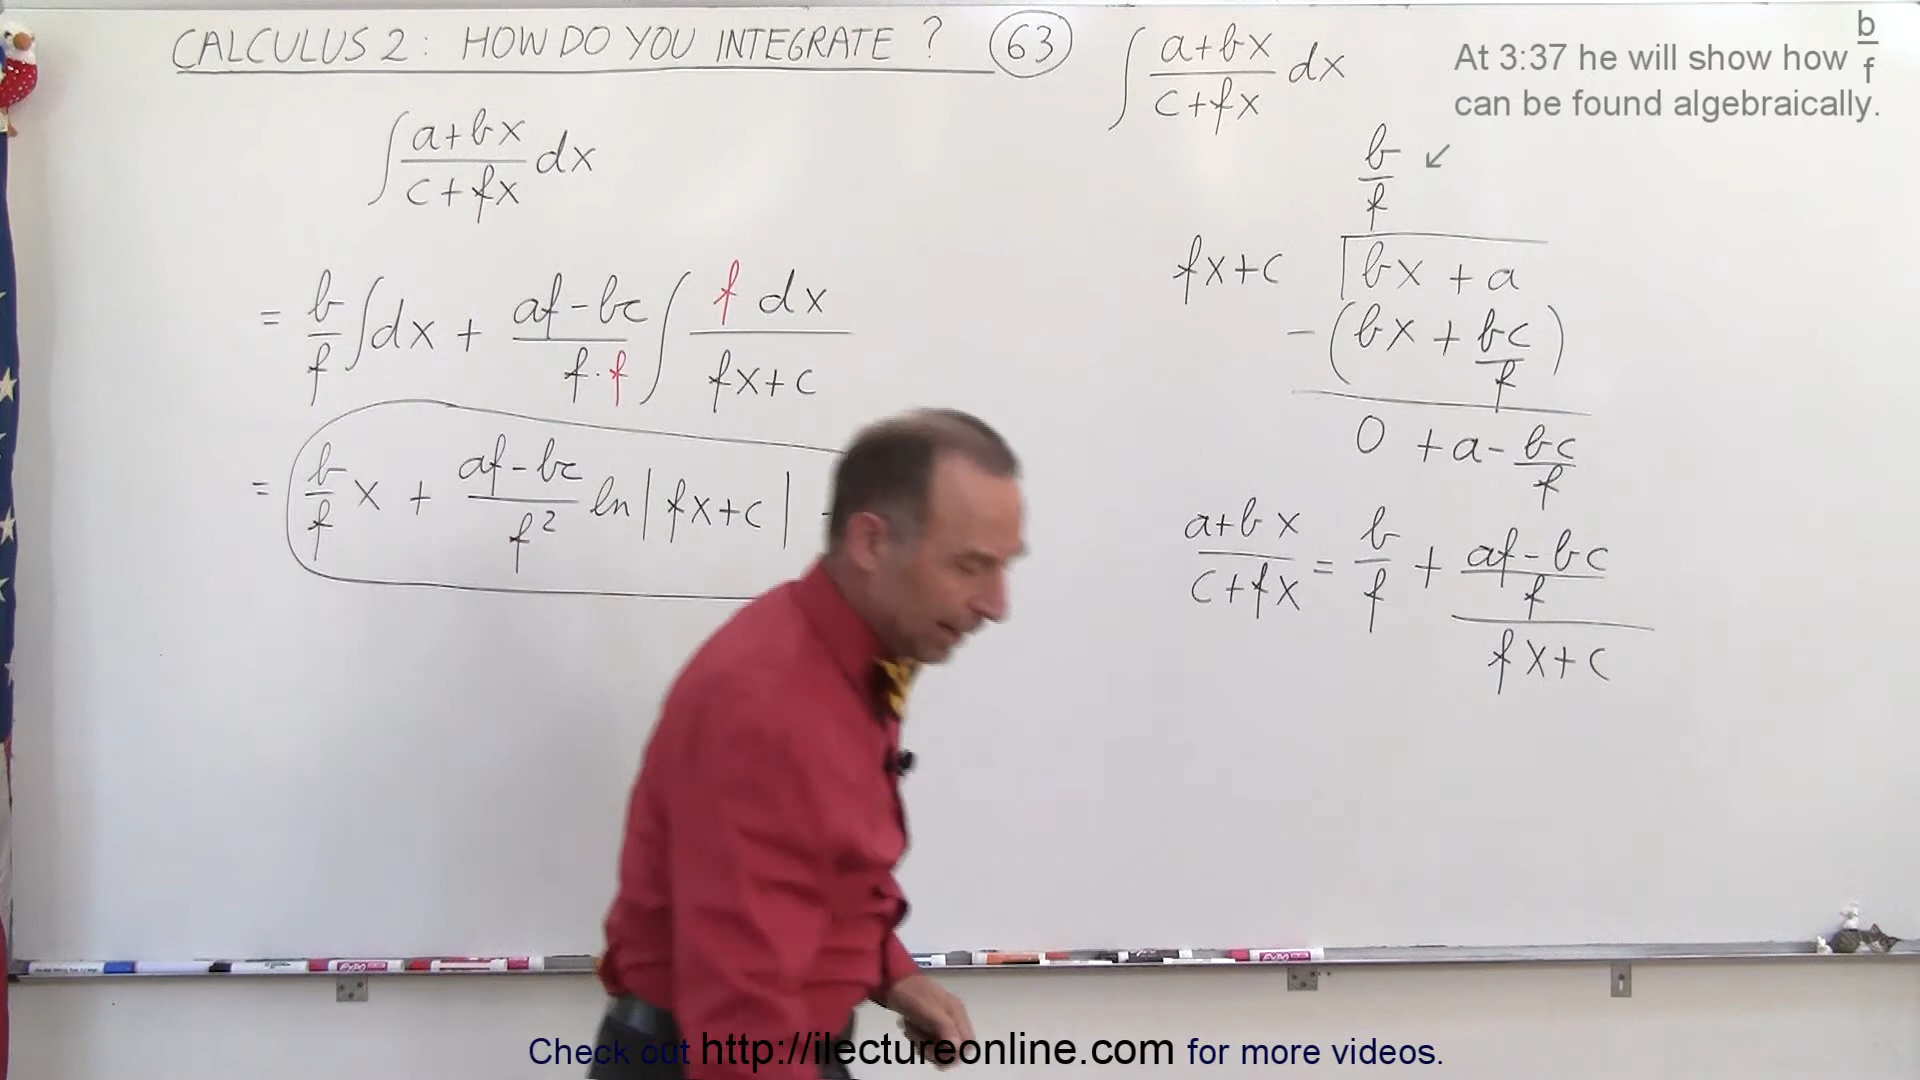 CALCULUS 2: HOW DO YOU INTEGRATE? 63
∫ (a+bx)/(c+fx) dx
= b/f ∫dx + (af-bc)/(f·f) ∫ (f dx)/(fx+c)
= b/f x + (af-bc)/f² ln|fx+c|
∫ (a+bx)/(c+fx) dx
At 3:37 he will show how b/f
can be found algebraically.
b/f ↙
fx+c bx + a
-(bx + bc/f)
0 + a - bc/f
(a+bx)/(c+fx) = b/f + ((af-bc)/f)/(fx+c)
Check out http://ilectureonline.com for more videos.